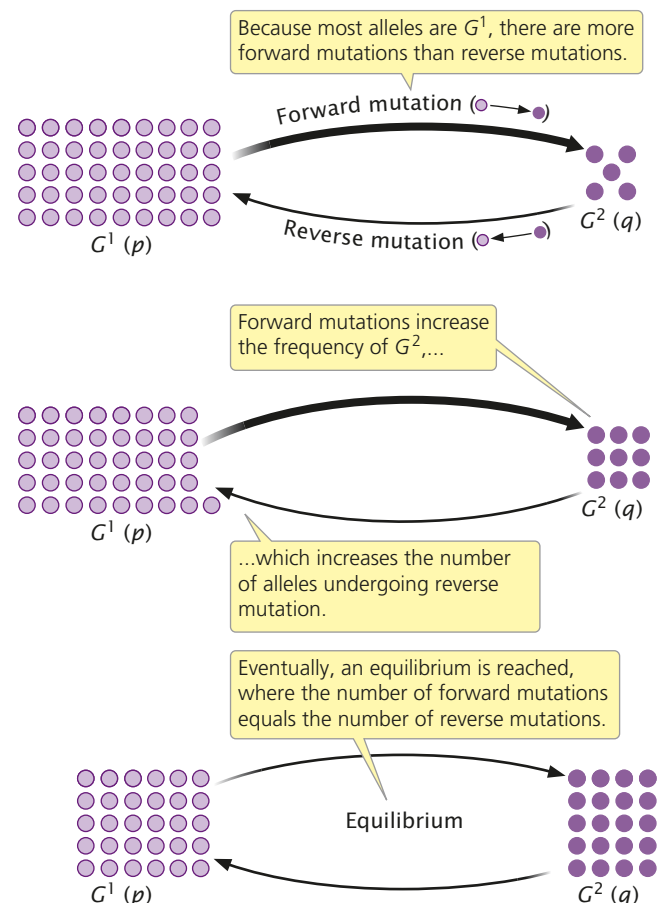 Because most alleles are G¹, there are more
forward mutations than reverse mutations.
Forward mutation ( )
G¹ (p)
G² (q)
Reverse mutation ( )
Forward mutations increase
the frequency of G²,...
G¹ (p)
G² (q)
...which increases the number
of alleles undergoing reverse
mutation.
Eventually, an equilibrium is reached,
where the number of forward mutations
equals the number of reverse mutations.
Equilibrium
G¹ (p)
G² (q)